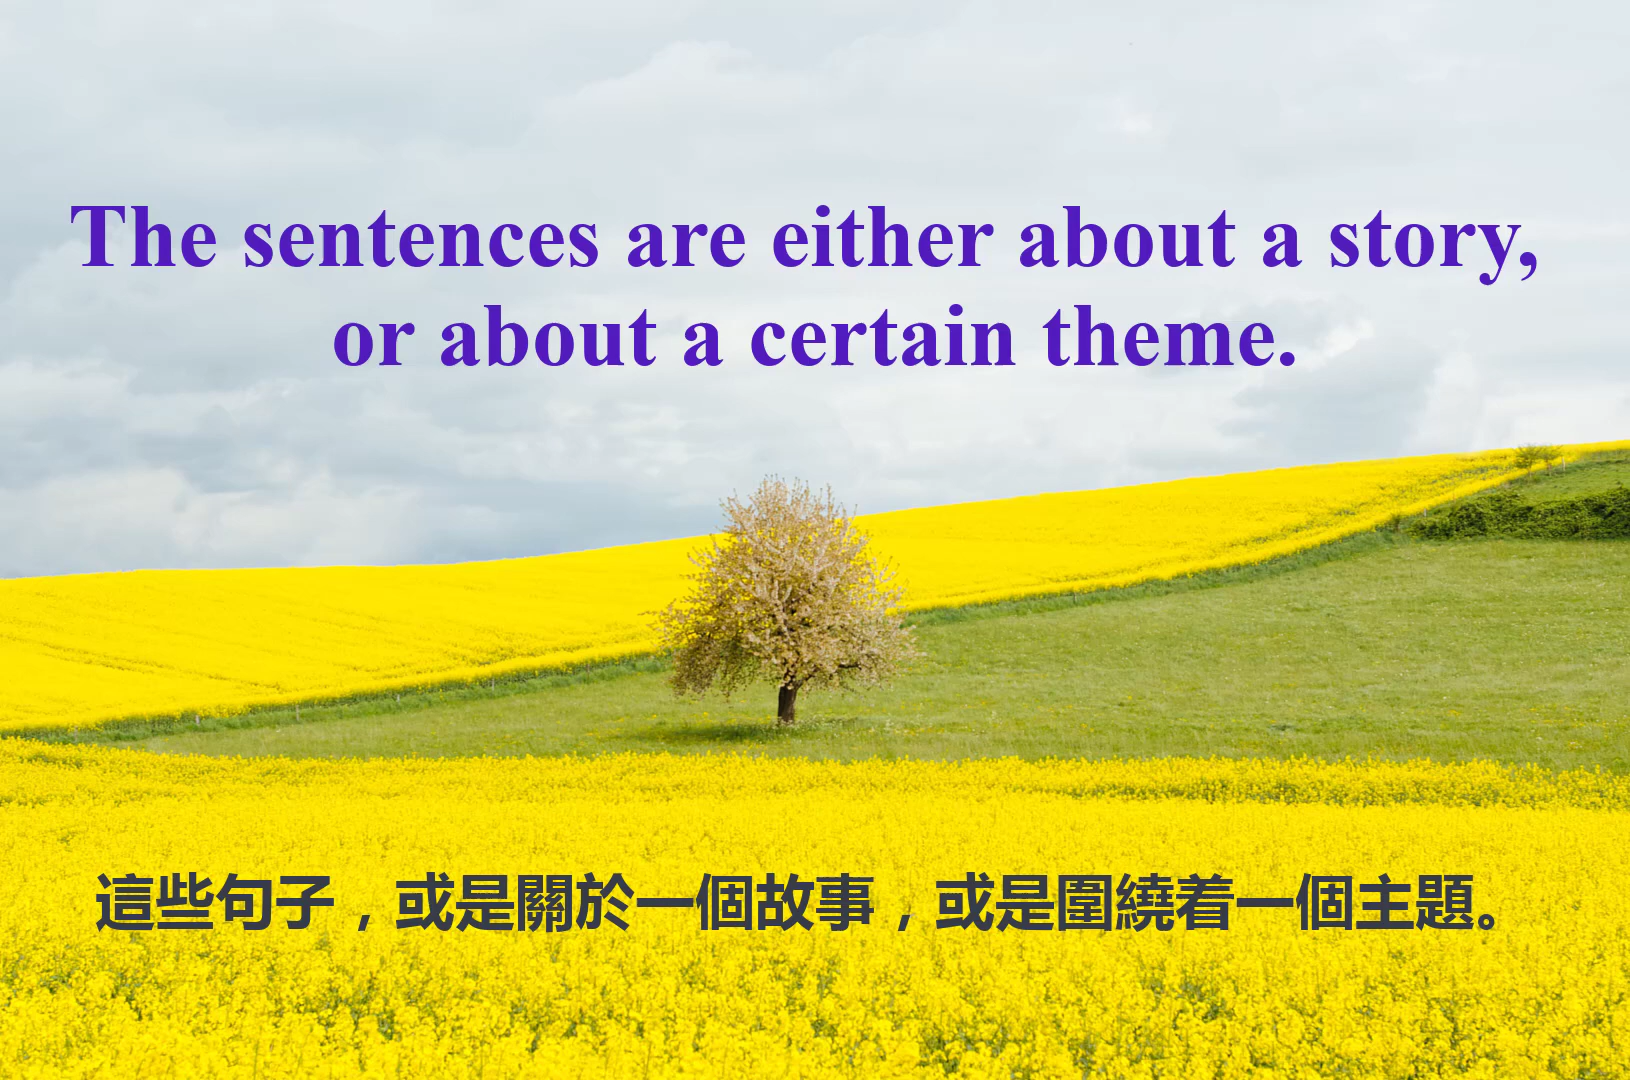 The sentences are either about a story,
or about a certain theme.
這些句子，或是關於一個故事，或是圍繞着一個主題。